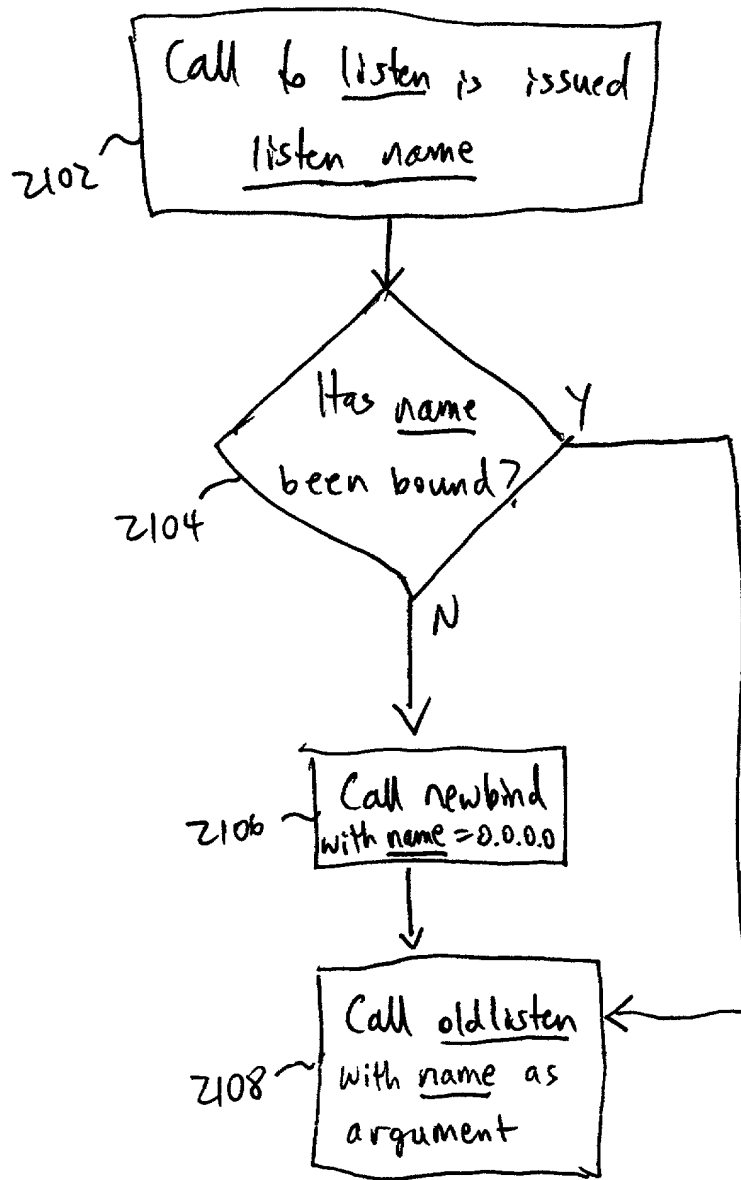 Call to listen is issued
listen name
2102
Has name
been bound?
Y
2104
N
Call newbind
with name = 0.0.0.0
2106
Call oldlisten
with name as
argument
2108